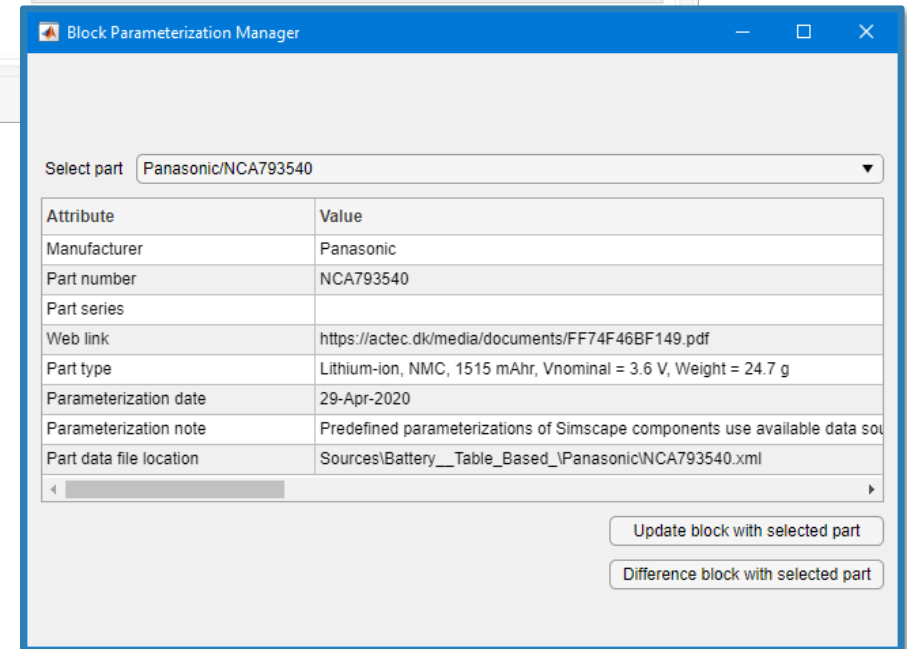 Block Parameterization Manager
Select part Panasonic/NCA793540
Attribute Value
Manufacturer Panasonic
Part number NCA793540
Part series
Web link https://actec.dk/media/documents/FF74F46BF149.pdf
Part type Lithium-ion, NMC, 1515 mAhr, Vnominal = 3.6 V, Weight = 24.7 g
Parameterization date 29-Apr-2020
Parameterization note Predefined parameterizations of Simscape components use available data sou
Part data file location Sources\Battery__Table_Based_\Panasonic\NCA793540.xml
Update block with selected part
Difference block with selected part